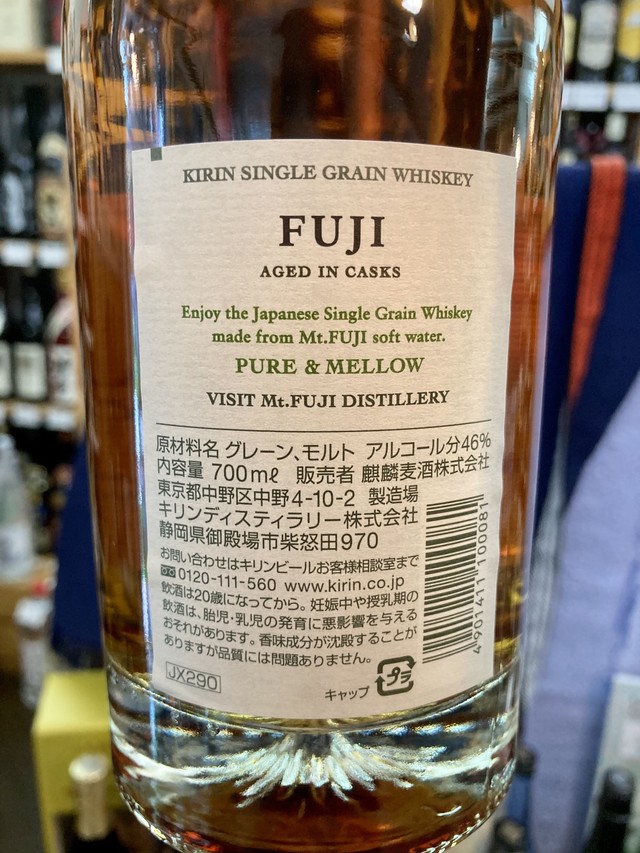 KIRIN SINGLE GRAIN WHISKEY
FUJI
AGED IN CASKS
Enjoy the Japanese Single Grain Whiskey
made from Mt.FUJI soft water.
PURE & MELLOW
VISIT Mt.FUJI DISTILLERY
原材料名 グレーン、モルト アルコール分46%
内容量 700mℓ 販売者 麒麟麦酒株式会社
東京都中野区中野4-10-2 製造場
キリンディスティラリー株式会社
静岡県御殿場市柴怒田970
お問い合わせはキリンビールお客様相談室まで
0120-111-560 www.kirin.co.jp
飲酒は20歳になってから。妊娠中や授乳期の
飲酒は、胎児・乳児の発育に悪影響を与える
おそれがあります。香味成分が沈殿することが
ありますが品質には問題ありません。
4901411100081
JX290
キャップ プラ